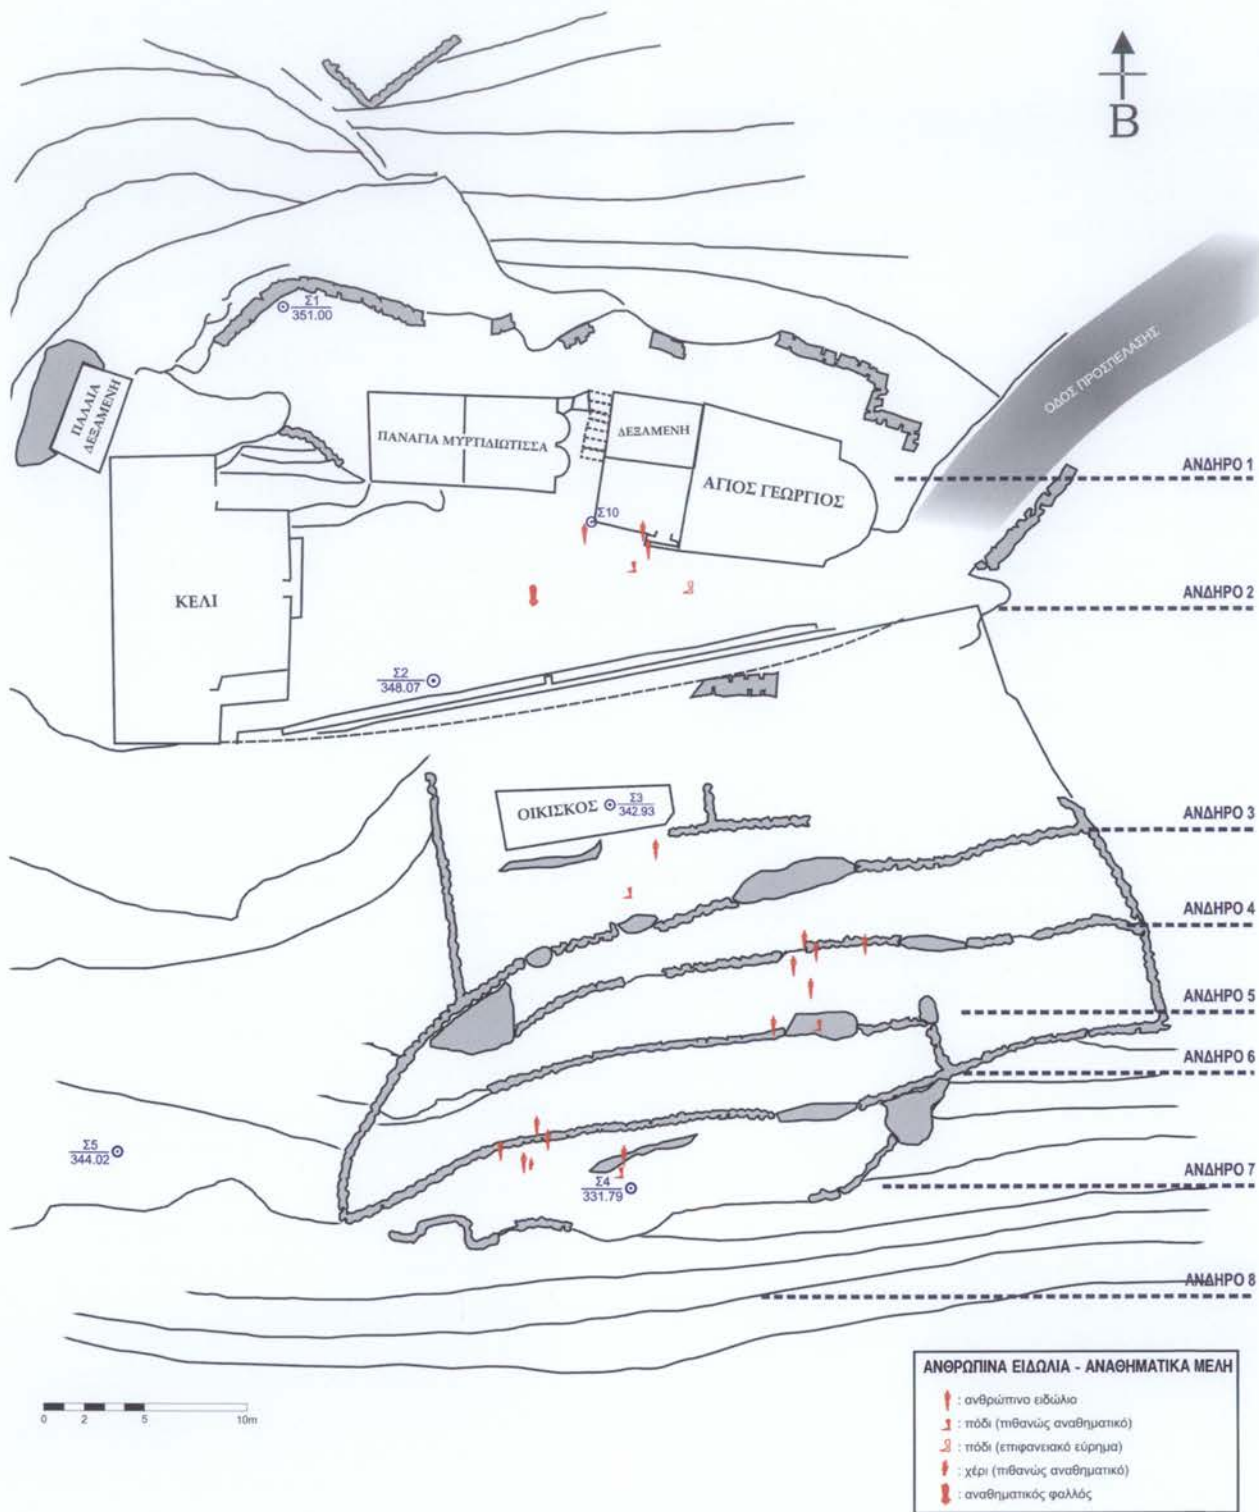 Β
Σ1
351.00
ΟΔΟΣ ΠΡΟΣΠΕΛΑΣΗΣ
ΠΑΛΑΙΑ
ΔΕΞΑΜΕΝΗ
ΠΑΝΑΓΙΑ ΜΥΡΤΙΔΙΩΤΙΣΣΑ
ΔΕΞΑΜΕΝΗ
ΑΓΙΟΣ ΓΕΩΡΓΙΟΣ
ΑΝΔΗΡΟ 1
Σ10
ΚΕΛΙ
ΑΝΔΗΡΟ 2
Σ2
348.07
ΟΙΚΙΣΚΟΣ
Σ3
342.93
ΑΝΔΗΡΟ 3
ΑΝΔΗΡΟ 4
ΑΝΔΗΡΟ 5
ΑΝΔΗΡΟ 6
Σ5
344.02
Σ4
331.79
ΑΝΔΗΡΟ 7
ΑΝΔΗΡΟ 8
ΑΝΘΡΩΠΙΝΑ ΕΙΔΩΛΙΑ - ΑΝΑΘΗΜΑΤΙΚΑ ΜΕΛΗ
: ανθρώπινο ειδώλιο
: πόδι (πιθανώς αναθηματικό)
: πόδι (επιφανειακό εύρημα)
: χέρι (πιθανώς αναθηματικό)
: αναθηματικός φαλλός
0 2 5 10m